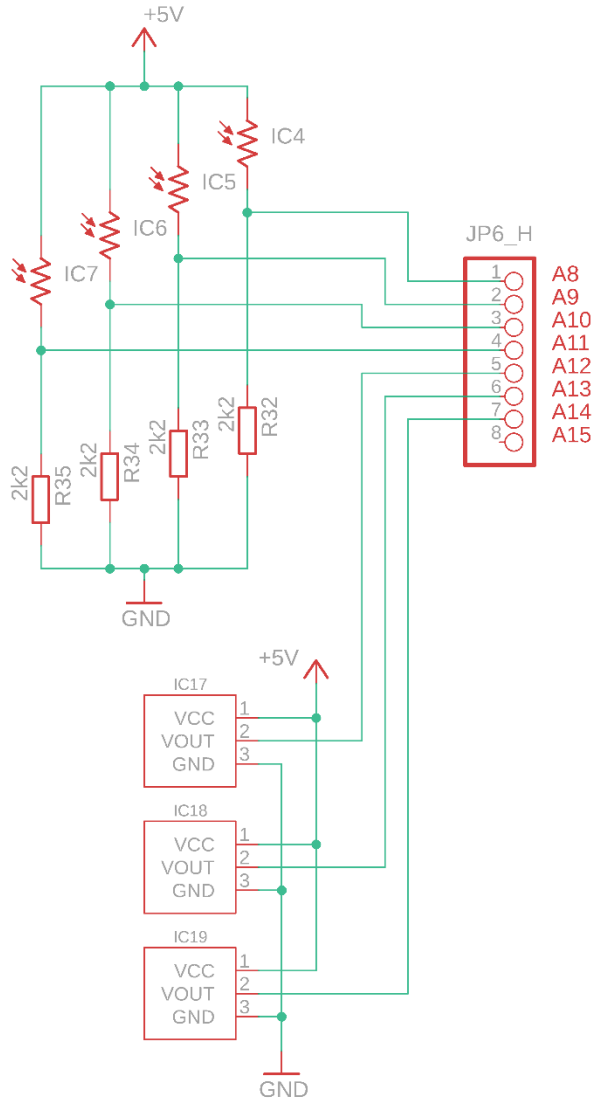 +5V
IC4
IC5
IC6
IC7
JP6_H
1 A8
2 A9
3 A10
4 A11
5 A12
6 A13
7 A14
8 A15
2k2 R35
2k2 R34
2k2 R33
2k2 R32
GND
+5V
IC17
VCC 1
VOUT 2
GND 3
IC18
VCC 1
VOUT 2
GND 3
IC19
VCC 1
VOUT 2
GND 3
GND